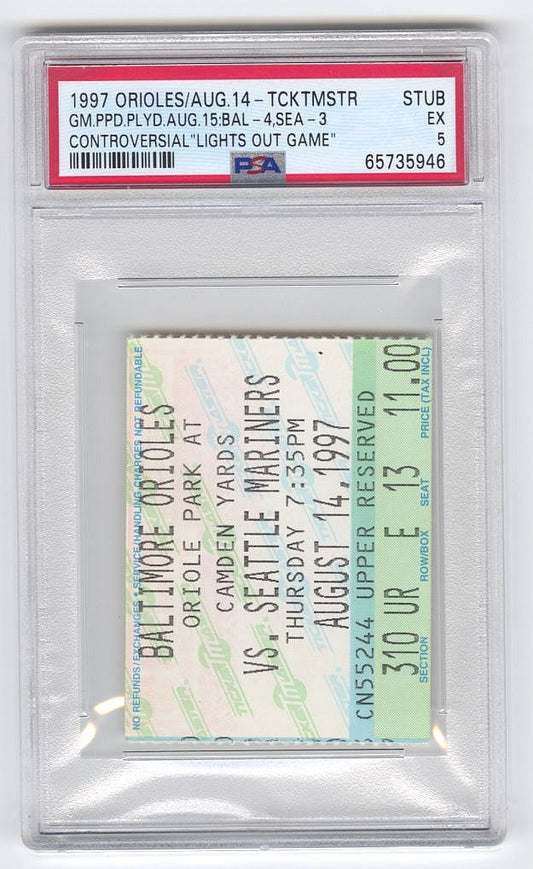 1997 ORIOLES/AUG.14-TCKTMSTR STUB
GM.PPD.PLYD.AUG.15:BAL-4,SEA-3 EX
CONTROVERSIAL"LIGHTS OUT GAME" 5
PSA 65735946
NO REFUNDS/EXCHANGES • SERVICE/HANDLING CHARGES NOT REFUNDABLE
BALTIMORE ORIOLES
ORIOLE PARK AT
CAMDEN YARDS
VS. SEATTLE MARINERS
THURSDAY 7:35PM
AUGUST 14,1997
CN55244 UPPER RESERVED
310 UR E 13 11.00
SECTION ROW/BOX SEAT PRICE (TAX INCL)
TICKETMASTER